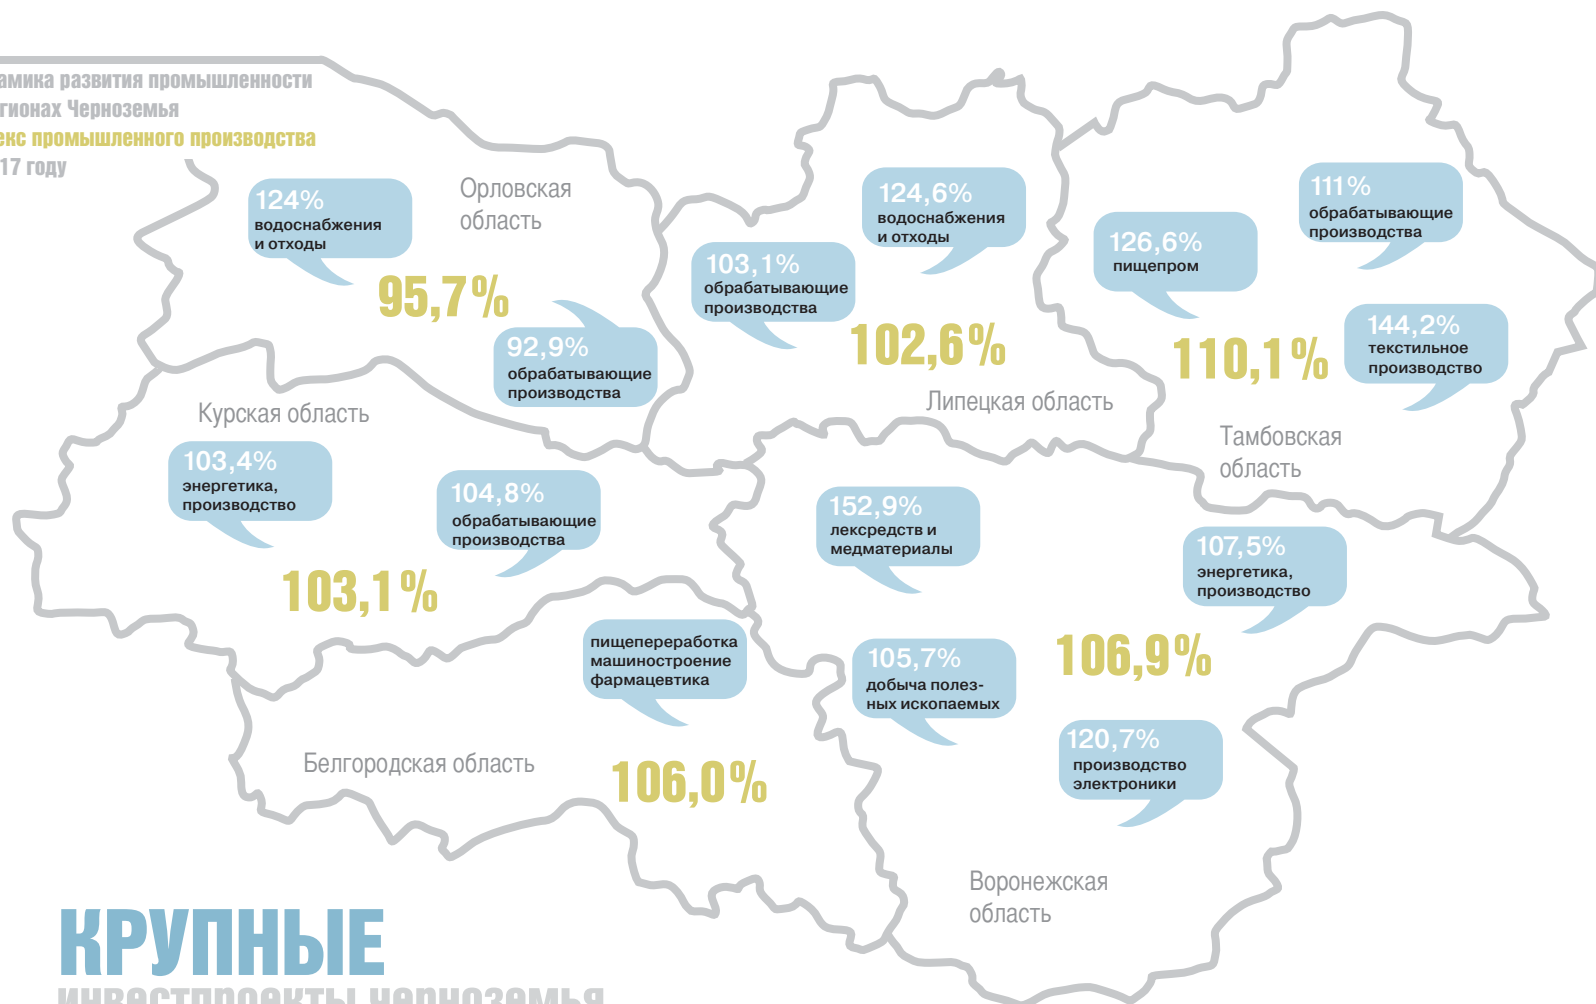 амика развития промышленности
гионах Черноземья
екс промышленного производства
17 году
124%
водоснабжения
и отходы
Орловская
область
95,7%
92,9%
обрабатывающие
производства
124,6%
водоснабжения
и отходы
103,1%
обрабатывающие
производства
102,6%
Липецкая область
111%
обрабатывающие
производства
126,6%
пищепром
144,2%
текстильное
производство
110,1%
Тамбовская
область
Курская область
103,4%
энергетика,
производство
104,8%
обрабатывающие
производства
103,1%
152,9%
лексредств и
медматериалы
107,5%
энергетика,
производство
105,7%
добыча полез-
ных ископаемых
106,9%
120,7%
производство
электроники
Воронежская
область
пищепереработка
машиностроение
фармацевтика
Белгородская область
106,0%
КРУПНЫЕ
инвестпроекты черноземья